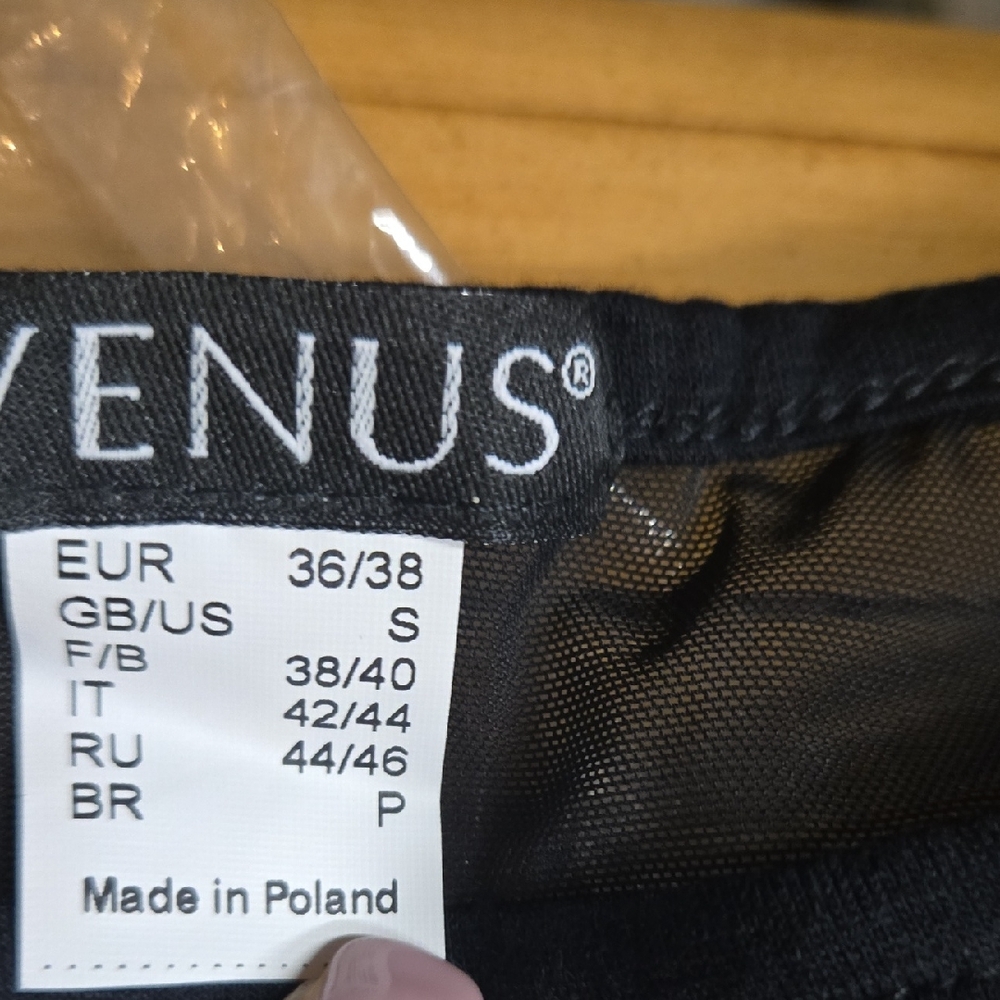 VENUS®
EUR 36/38
GB/US S
F/B 38/40
IT 42/44
RU 44/46
BR P
Made in Poland